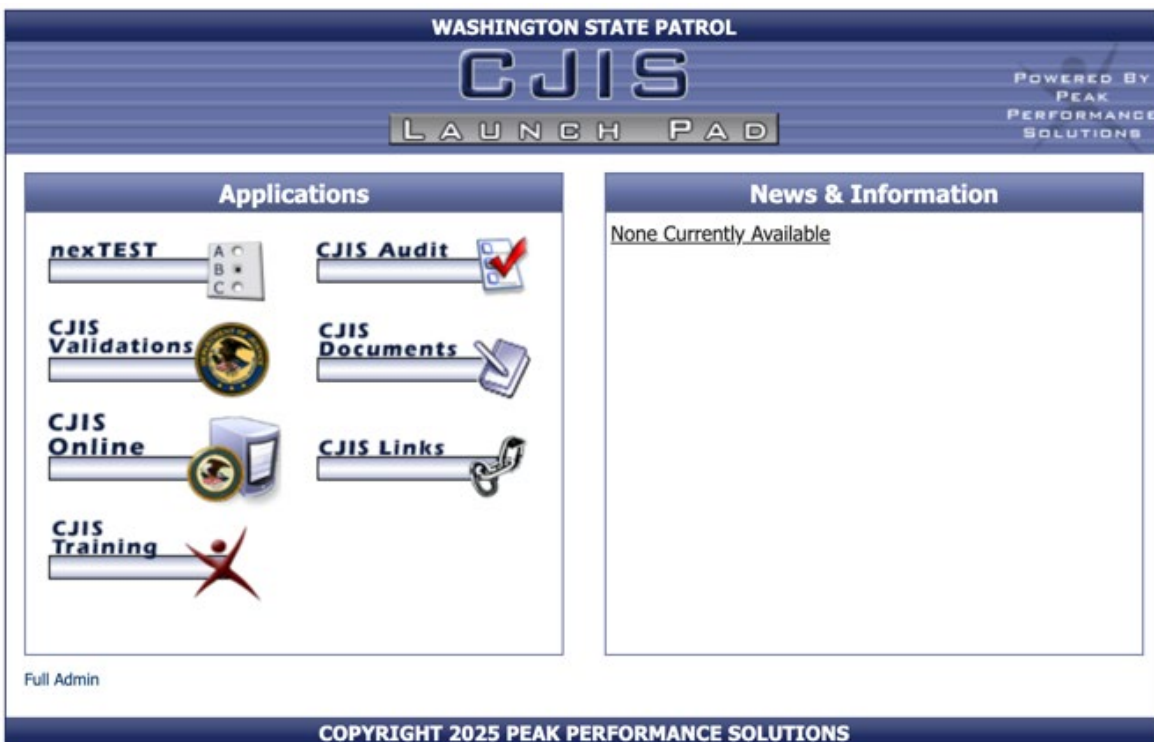 WASHINGTON STATE PATROL
CJIS
LAUNCH PAD
POWERED BY
PEAK
PERFORMANCE
SOLUTIONS
Applications
nexTEST
A
B
C
CJIS Audit
CJIS
Validations
CJIS
Documents
CJIS
Online
CJIS Links
CJIS
Training
News & Information
None Currently Available
Full Admin
COPYRIGHT 2025 PEAK PERFORMANCE SOLUTIONS